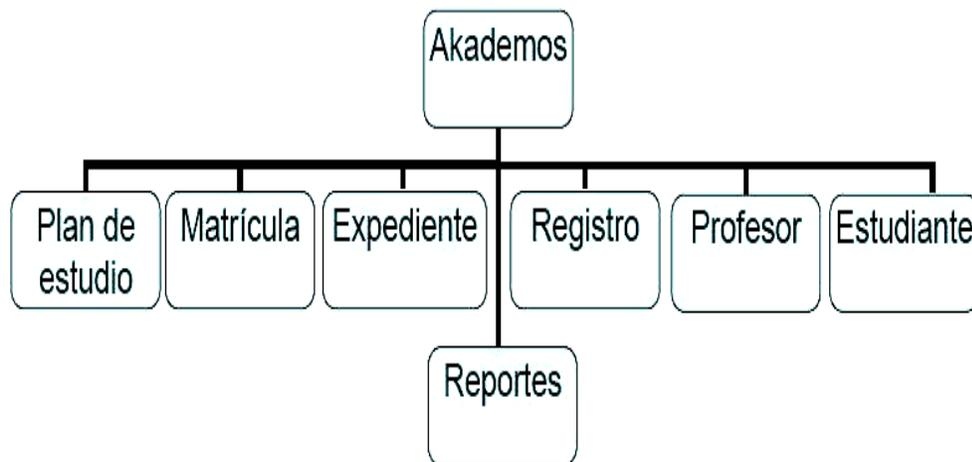 Akademos
Plan de
estudio
Matrícula
Expediente
Registro
Profesor
Estudiante
Reportes